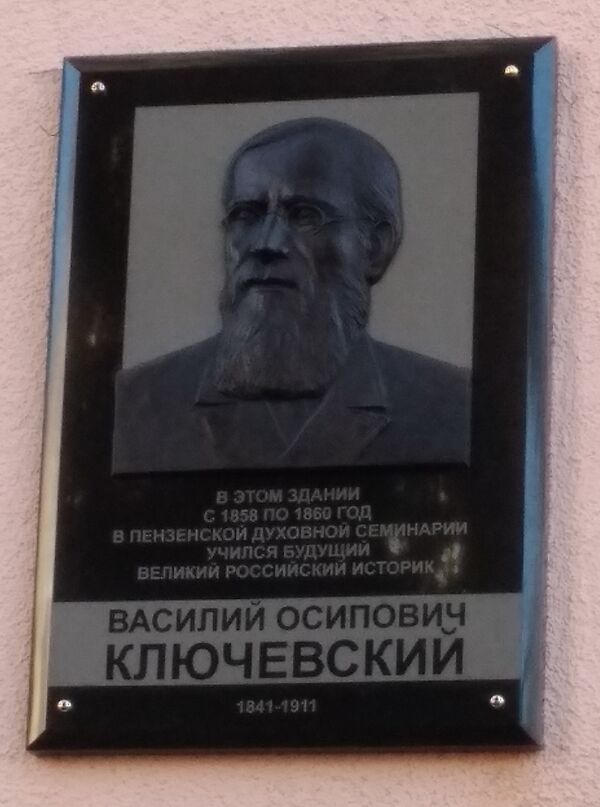 В ЭТОМ ЗДАНИИ
С 1858 ПО 1860 ГОД
В ПЕНЗЕНСКОЙ ДУХОВНОЙ СЕМИНАРИИ
УЧИЛСЯ БУДУЩИЙ
ВЕЛИКИЙ РОССИЙСКИЙ ИСТОРИК
ВАСИЛИЙ ОСИПОВИЧ
КЛЮЧЕВСКИЙ
1841-1911